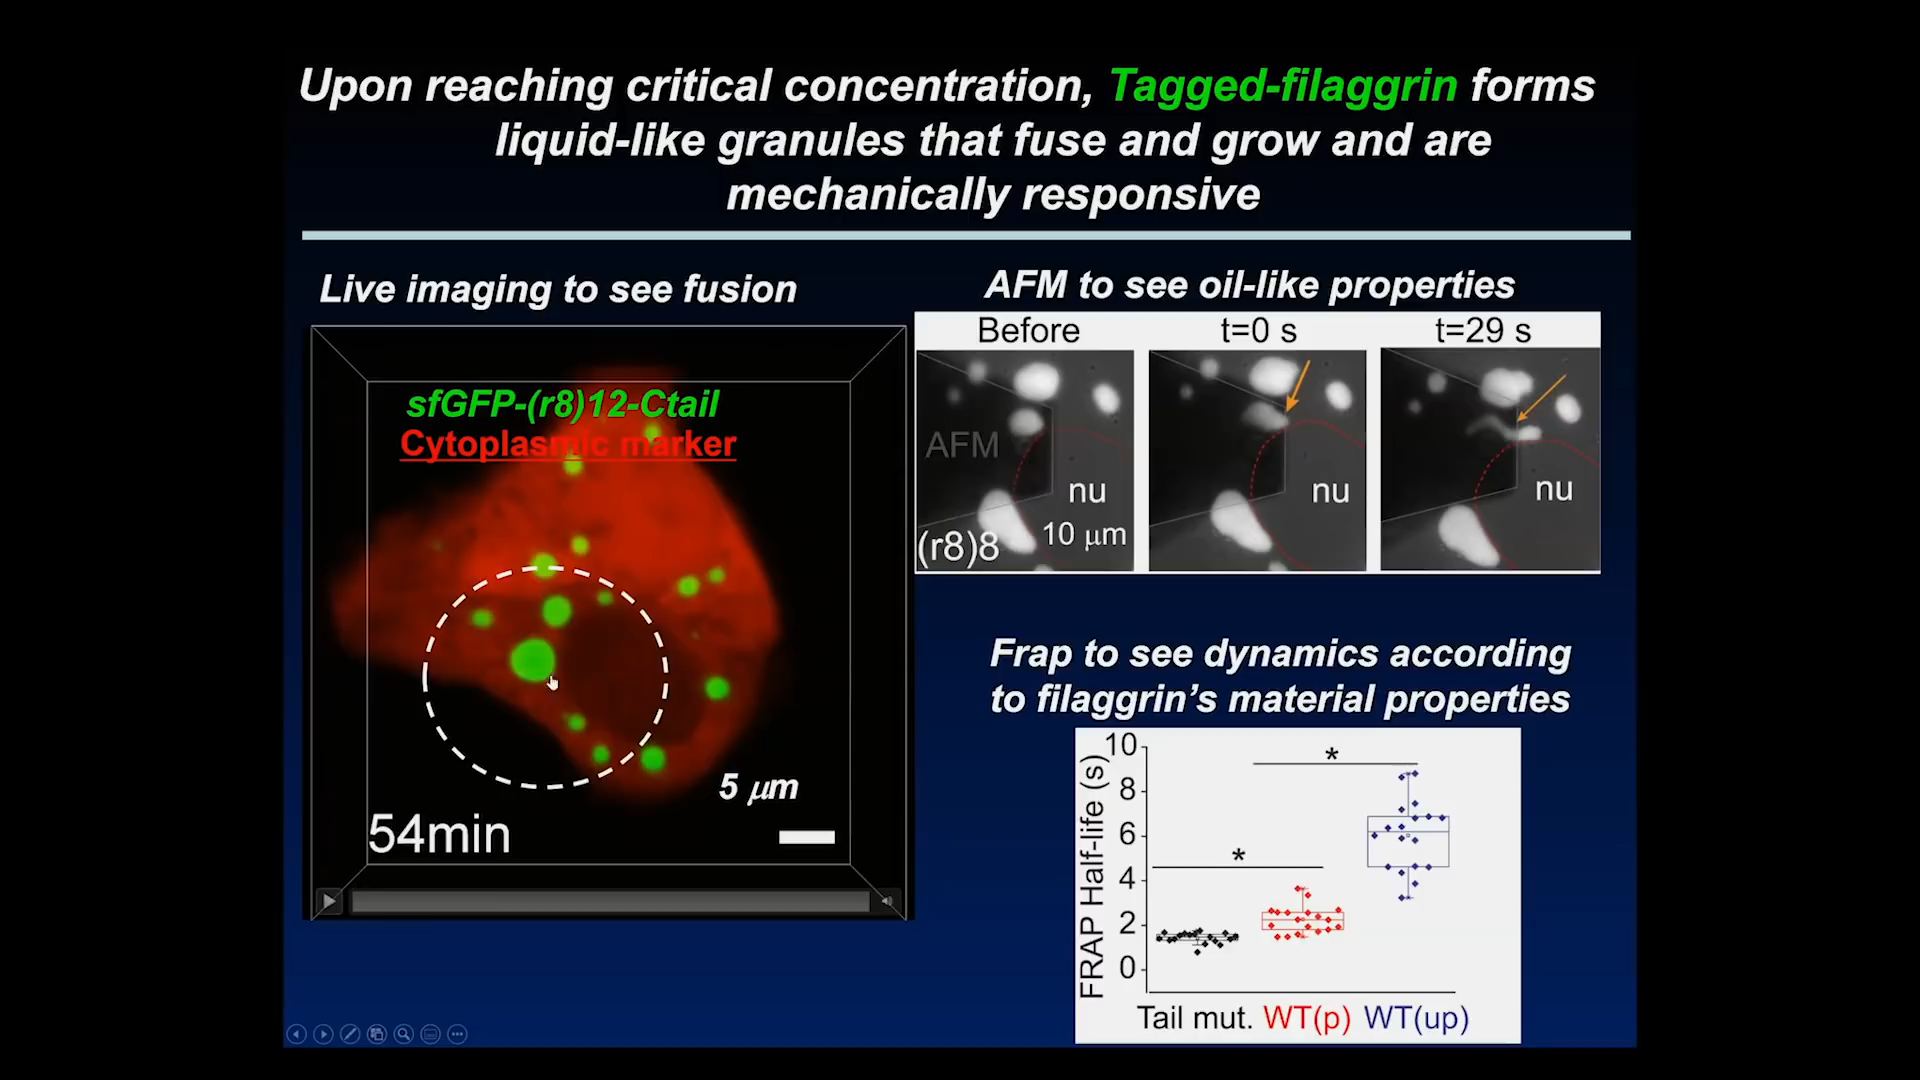 Upon reaching critical concentration, Tagged-filaggrin forms
liquid-like granules that fuse and grow and are
mechanically responsive
Live imaging to see fusion
sfGFP-(r8)12-Ctail
Cytoplasmic marker
5 μm
54min
AFM to see oil-like properties
Before
t=0 s
t=29 s
AFM
nu
nu
nu
(r8)8
10 μm
Frap to see dynamics according
to filaggrin’s material properties
FRAP Half-life (s)
10
8
6
4
2
0
*
*
Tail mut. WT(p) WT(up)